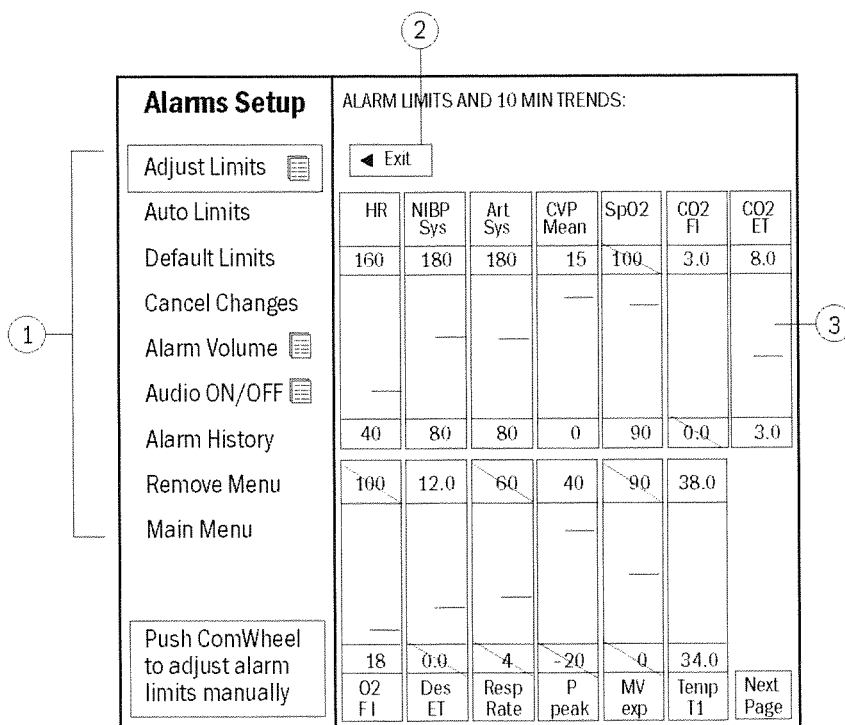 2
Alarms Setup
ALARM LIMITS AND 10 MIN TRENDS:
Adjust Limits
◄ Exit
Auto Limits
Default Limits
Cancel Changes
Alarm Volume
Audio ON/OFF
Alarm History
Remove Menu
Main Menu
Push ComWheel
to adjust alarm
limits manually
1
HR NIBP Sys Art Sys CVP Mean SpO2 CO2 FI CO2 ET
160 180 180 15 100 3.0 8.0
3
40 80 80 0 90 0.0 3.0
100 12.0 60 40 90 38.0
18 0.0 4 -20 0 34.0
O2 FI Des ET Resp Rate P peak MV exp Temp T1 Next Page